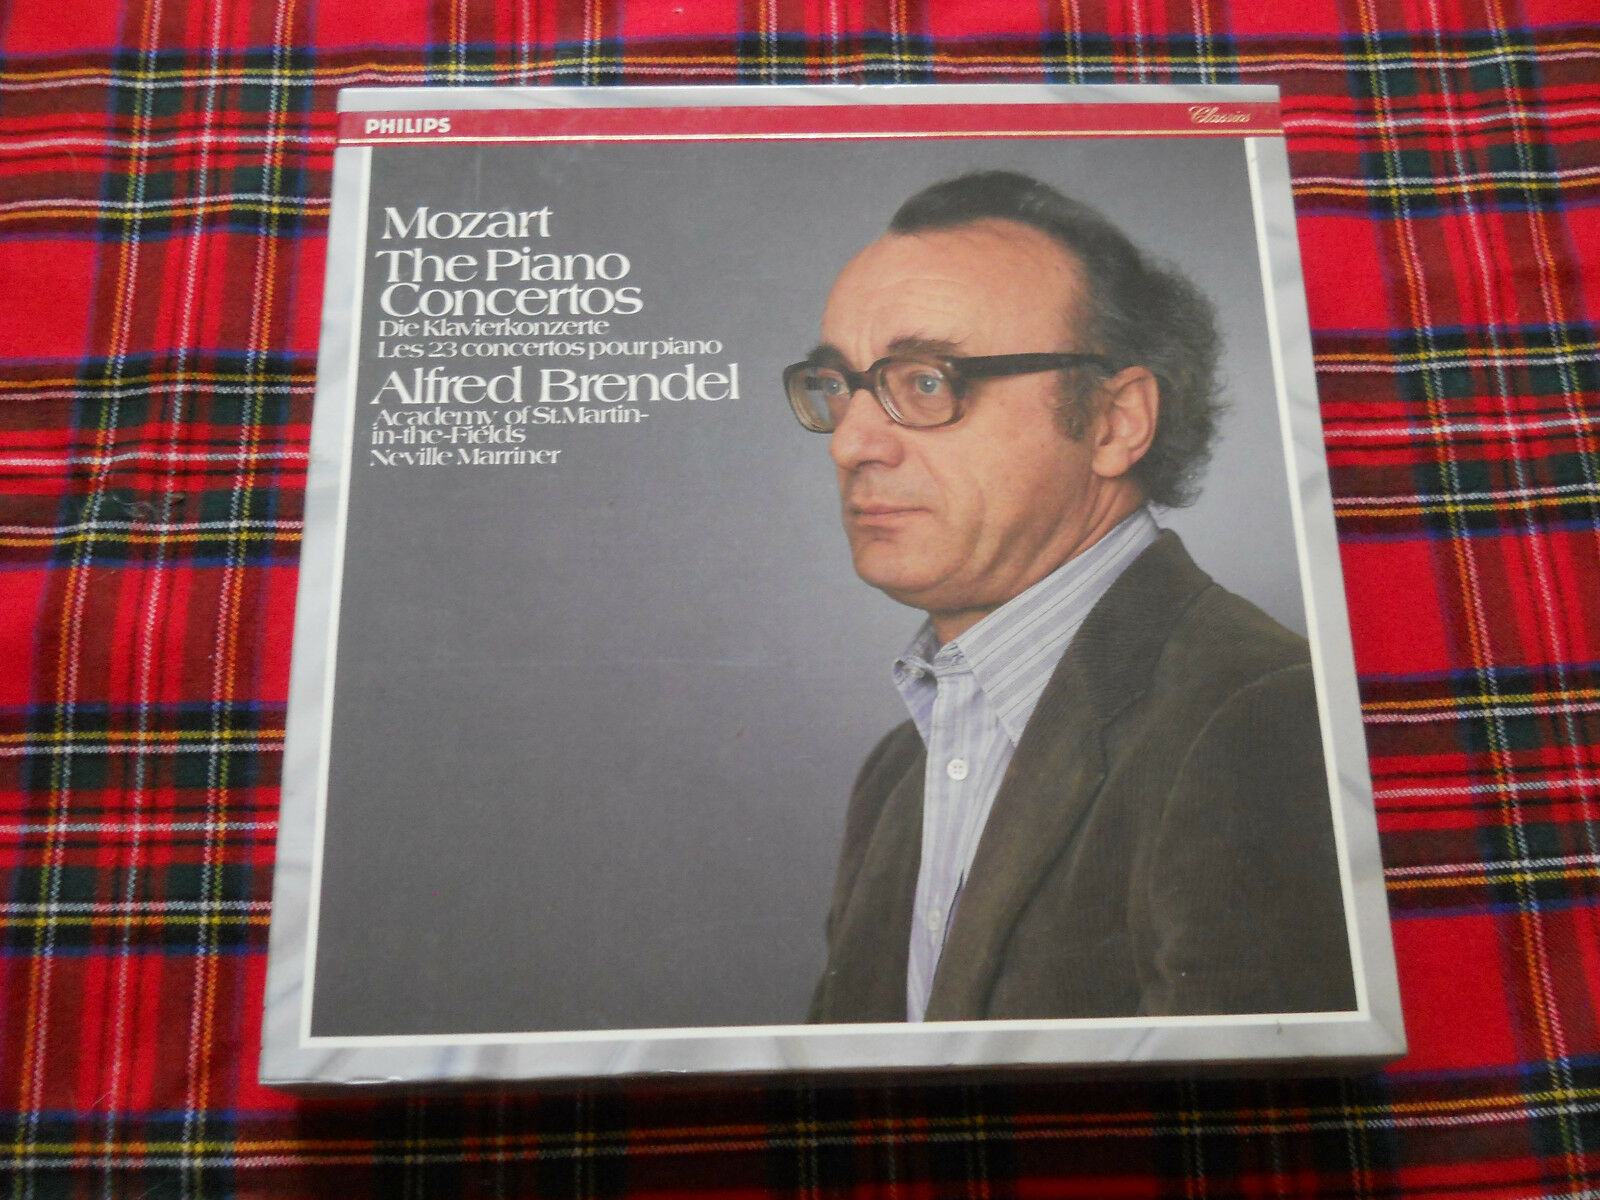 PHILIPS
Classics
Mozart
The Piano
Concertos
Die Klavierkonzerte
Les 23 concertos pour piano
Alfred Brendel
Academy of St.Martin-
in-the-Fields
Neville Marriner